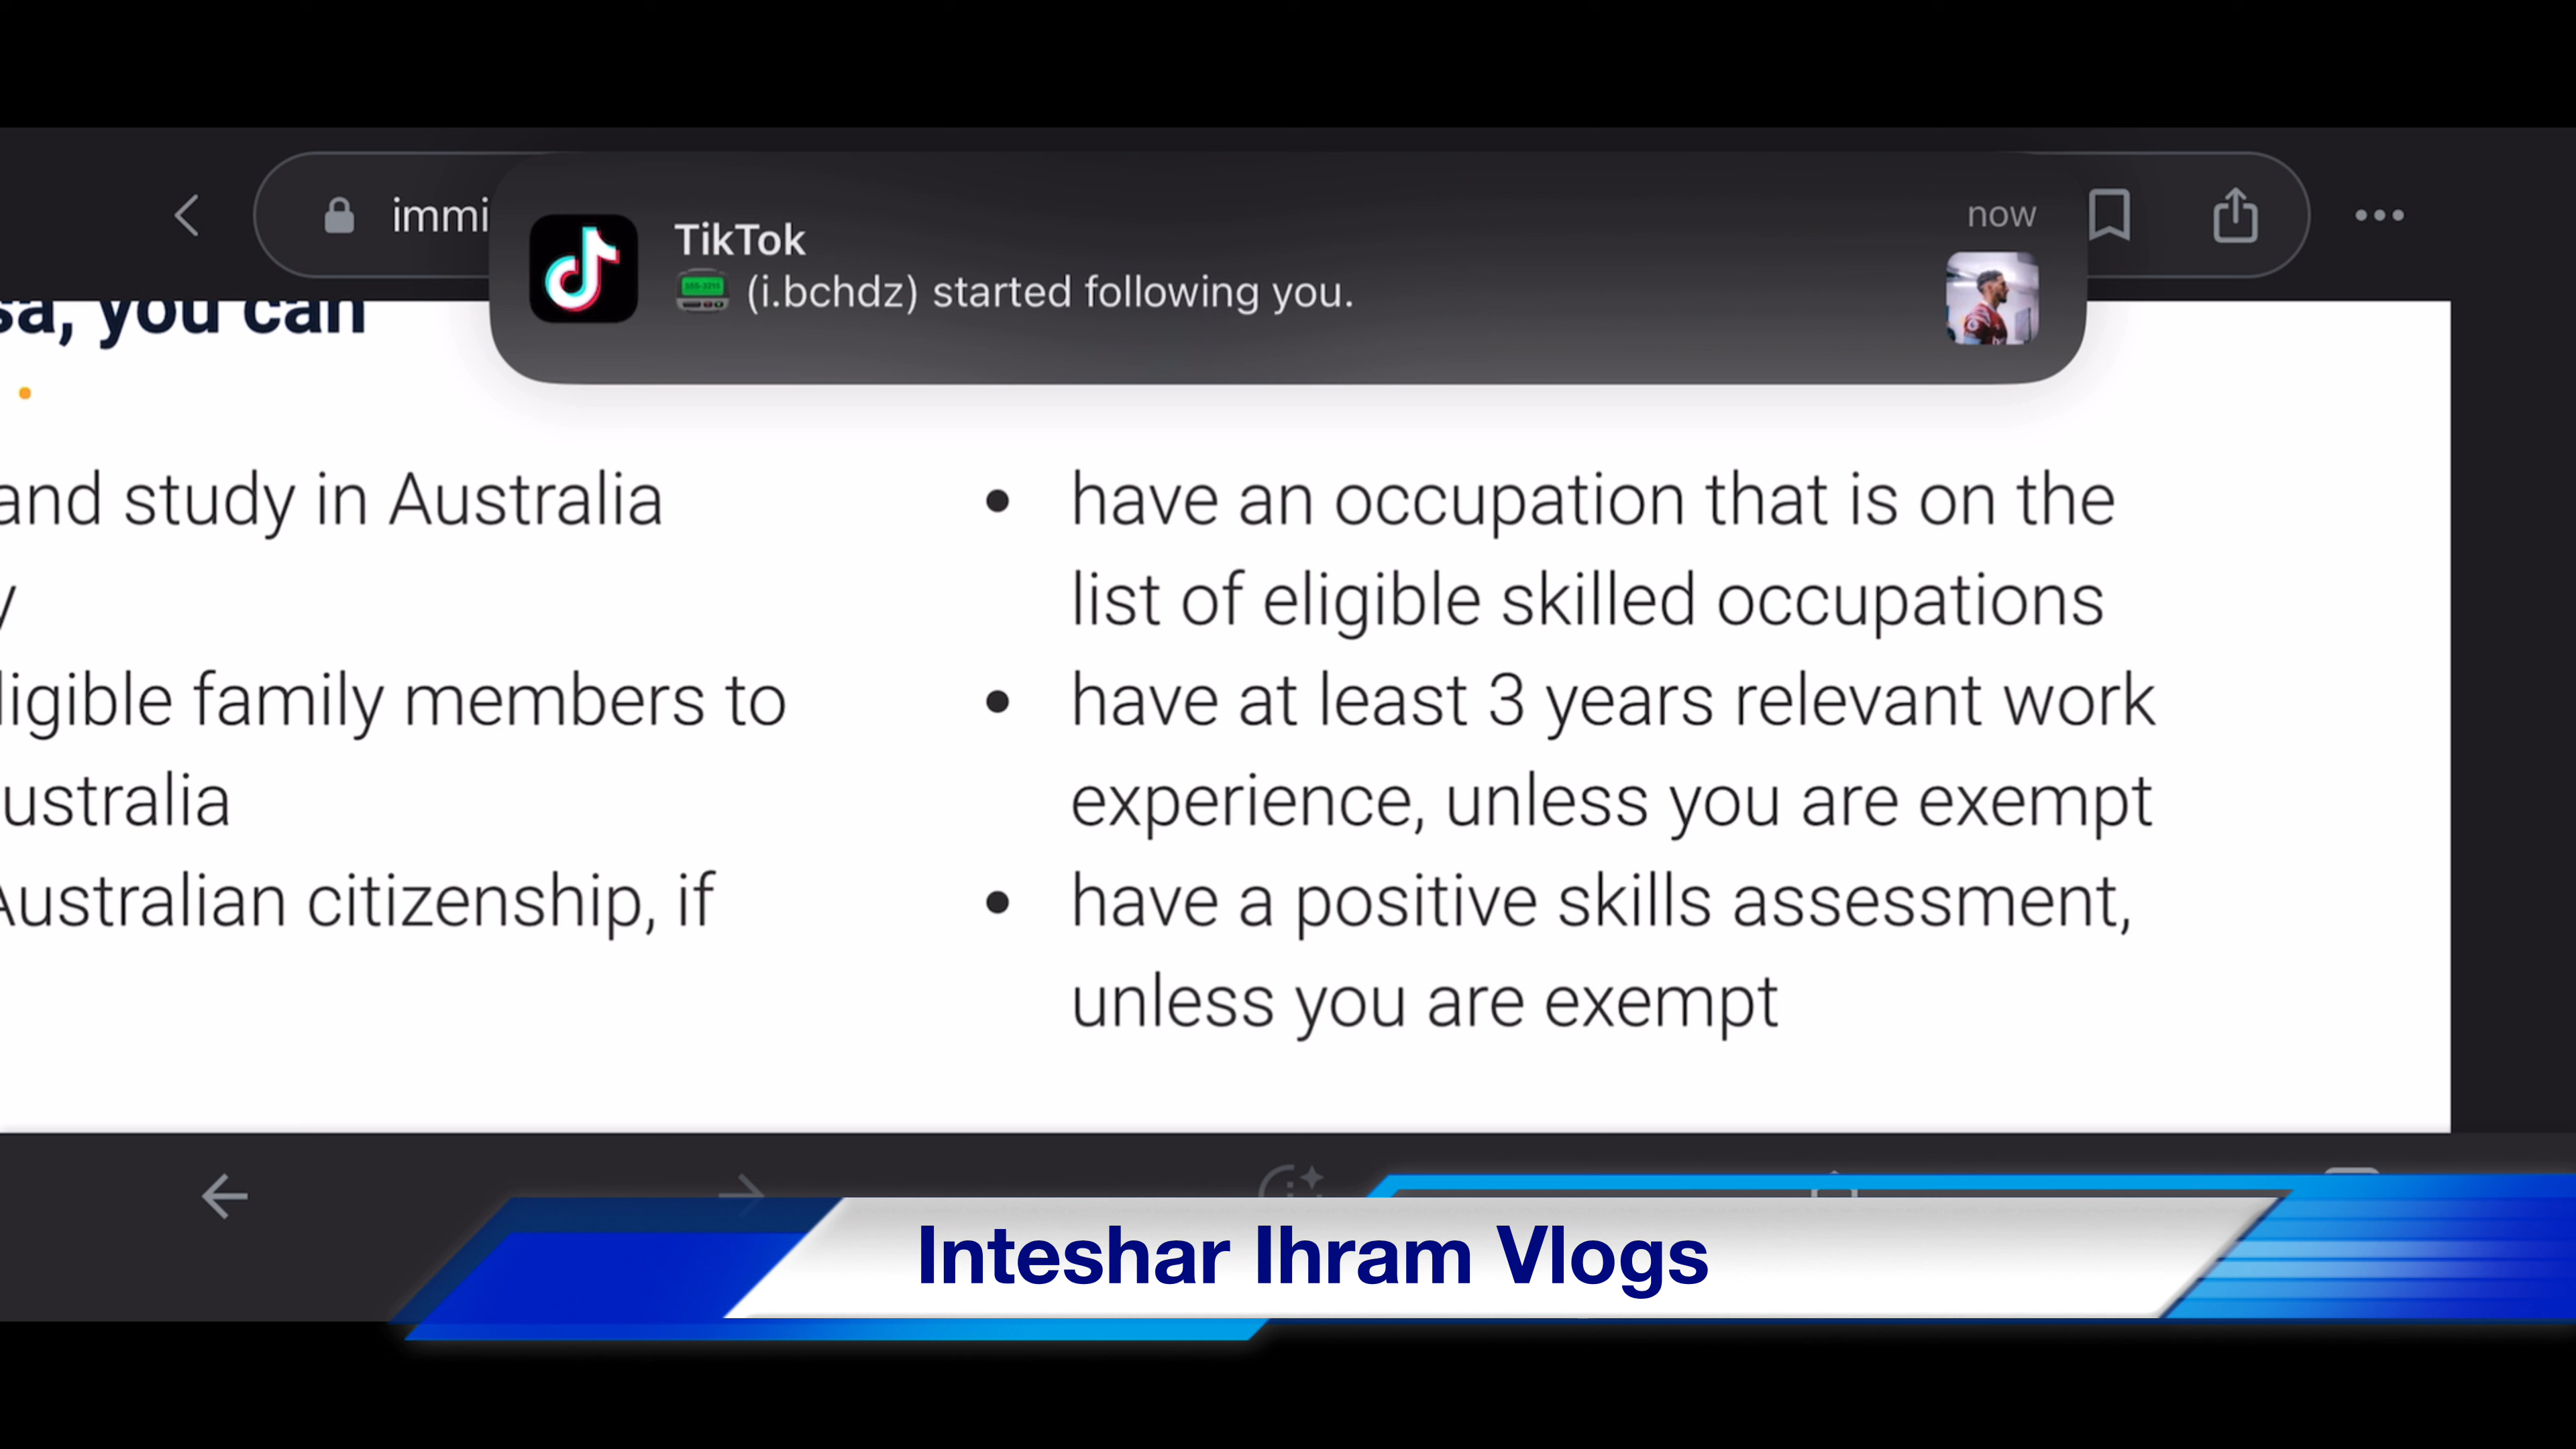 immi
TikTok
now
(i.bchdz) started following you.
sa, you can
and study in Australia
y
ligible family members to
ustralia
Australian citizenship, if
have an occupation that is on the
list of eligible skilled occupations
have at least 3 years relevant work
experience, unless you are exempt
have a positive skills assessment,
unless you are exempt
Inteshar Ihram Vlogs